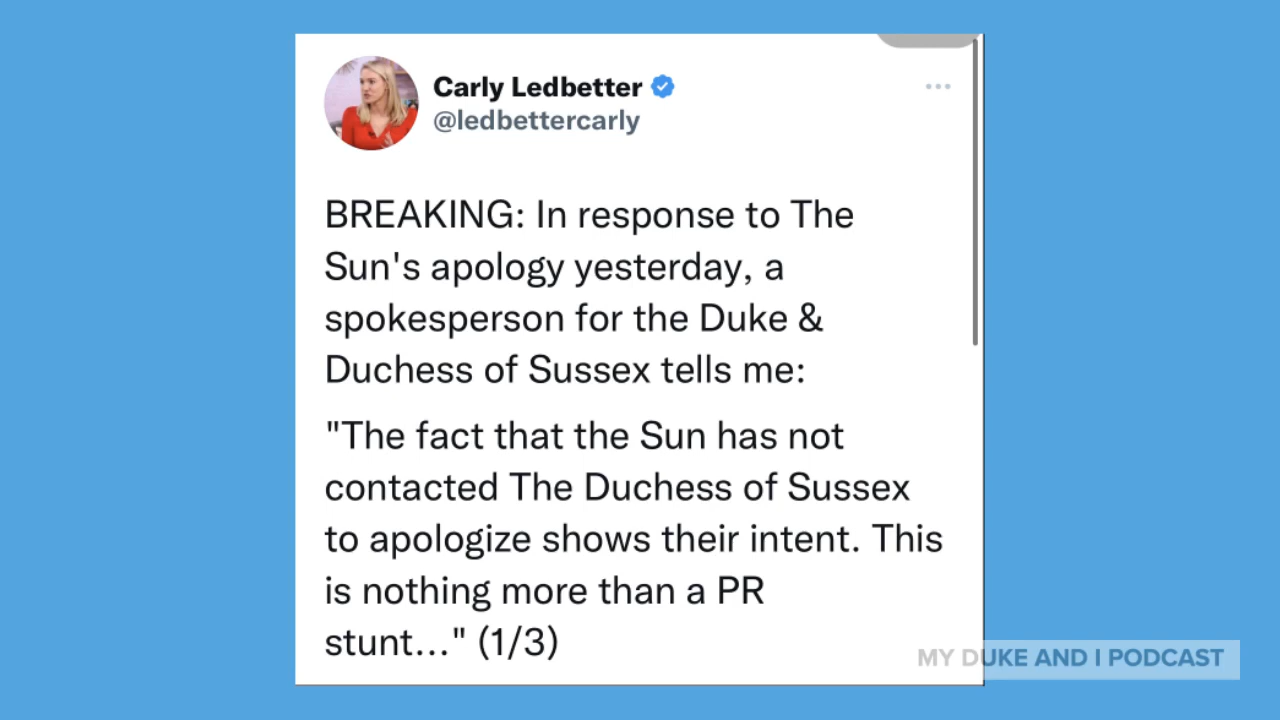 Carly Ledbetter
@ledbettercarly
BREAKING: In response to The
Sun's apology yesterday, a
spokesperson for the Duke &
Duchess of Sussex tells me:
"The fact that the Sun has not
contacted The Duchess of Sussex
to apologize shows their intent. This
is nothing more than a PR
stunt..." (1/3)
MY DUKE AND I PODCAST